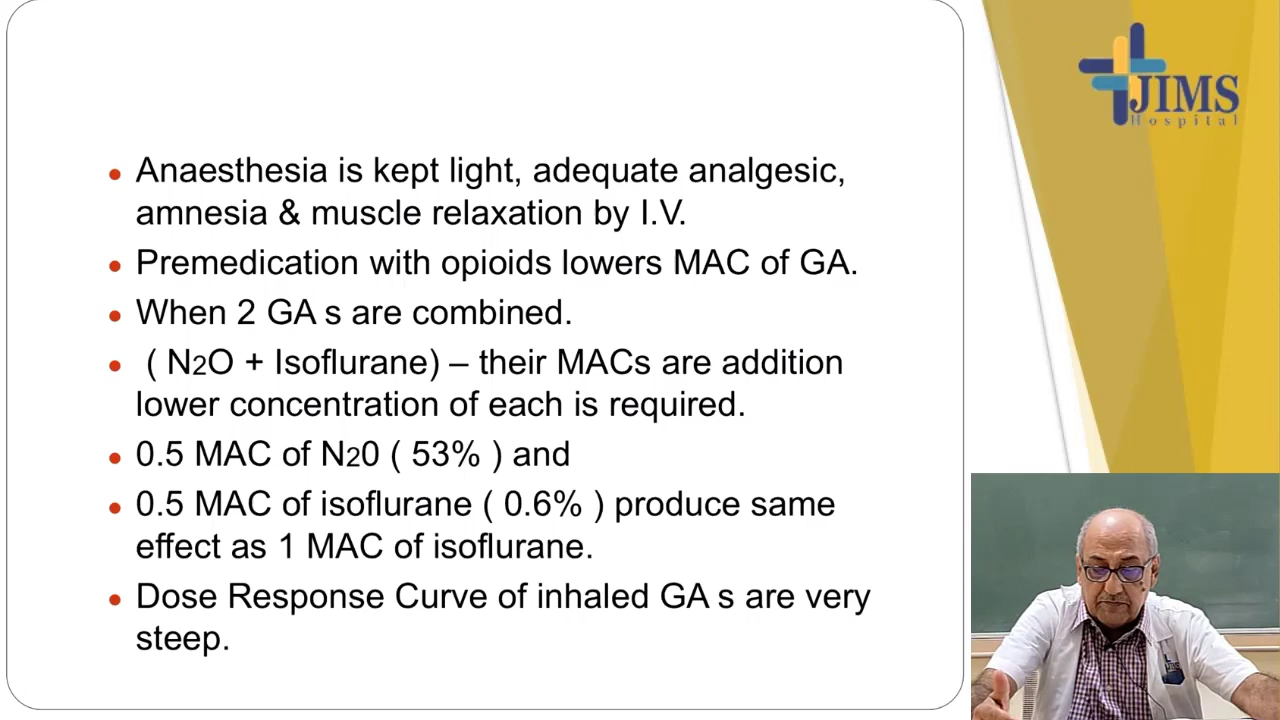 JIMS
Hospital
• Anaesthesia is kept light, adequate analgesic,
amnesia & muscle relaxation by I.V.
• Premedication with opioids lowers MAC of GA.
• When 2 GA s are combined.
• ( N2O + Isoflurane) – their MACs are addition
lower concentration of each is required.
• 0.5 MAC of N20 ( 53% ) and
• 0.5 MAC of isoflurane ( 0.6% ) produce same
effect as 1 MAC of isoflurane.
• Dose Response Curve of inhaled GA s are very
steep.